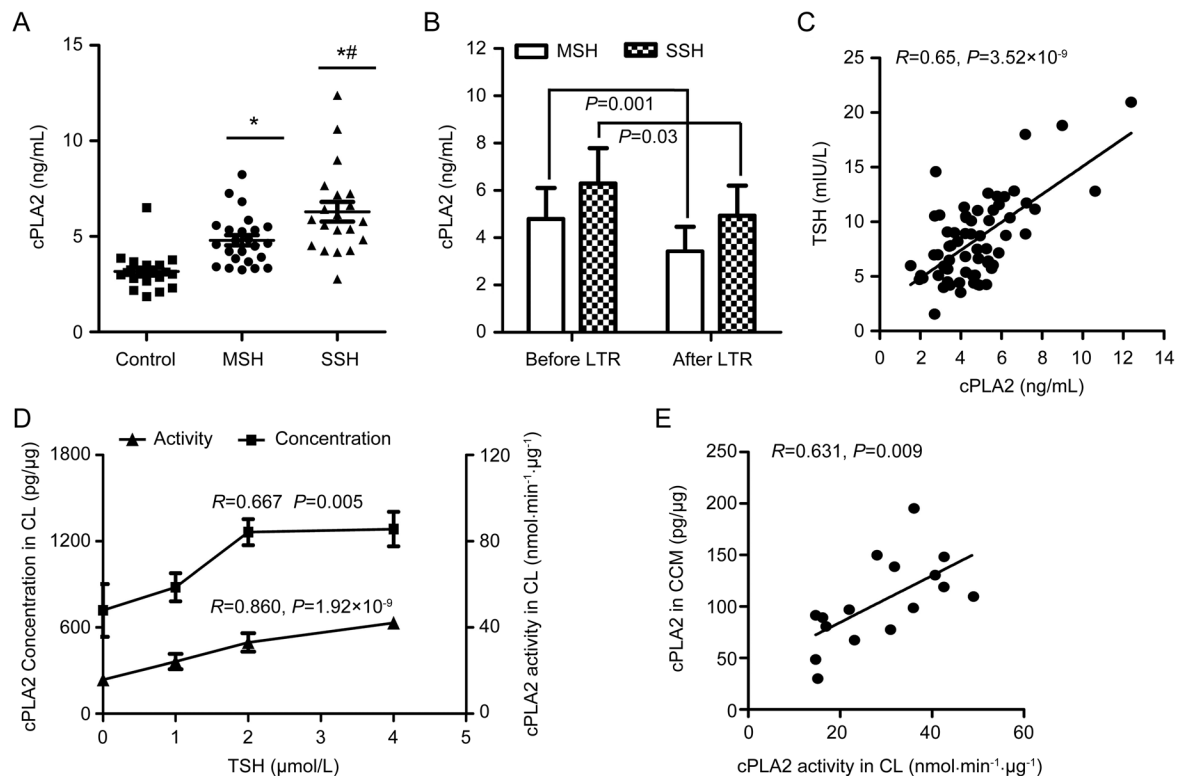 A
15
10
5
0
cPLA2 (ng/mL)
*
*#
Control
MSH
SSH
B
MSH
SSH
12
10
8
6
4
2
0
cPLA2 (ng/mL)
P=0.001
P=0.03
Before LTR
After LTR
C
R=0.65, P=3.52×10⁻⁹
25
20
15
10
5
0
TSH (mIU/L)
0 2 4 6 8 10 12 14
cPLA2 (ng/mL)
D
Activity
Concentration
1800
1200
600
0
cPLA2 Concentration in CL (pg/µg)
R=0.667 P=0.005
R=0.860, P=1.92×10⁻⁹
120
80
40
0
cPLA2 activity in CL (nmol·min⁻¹·µg⁻¹)
0 1 2 3 4 5
TSH (µmol/L)
E
R=0.631, P=0.009
250
200
150
100
50
0
cPLA2 in CCM (pg/µg)
20 40 60
cPLA2 activity in CL (nmol·min⁻¹·µg⁻¹)